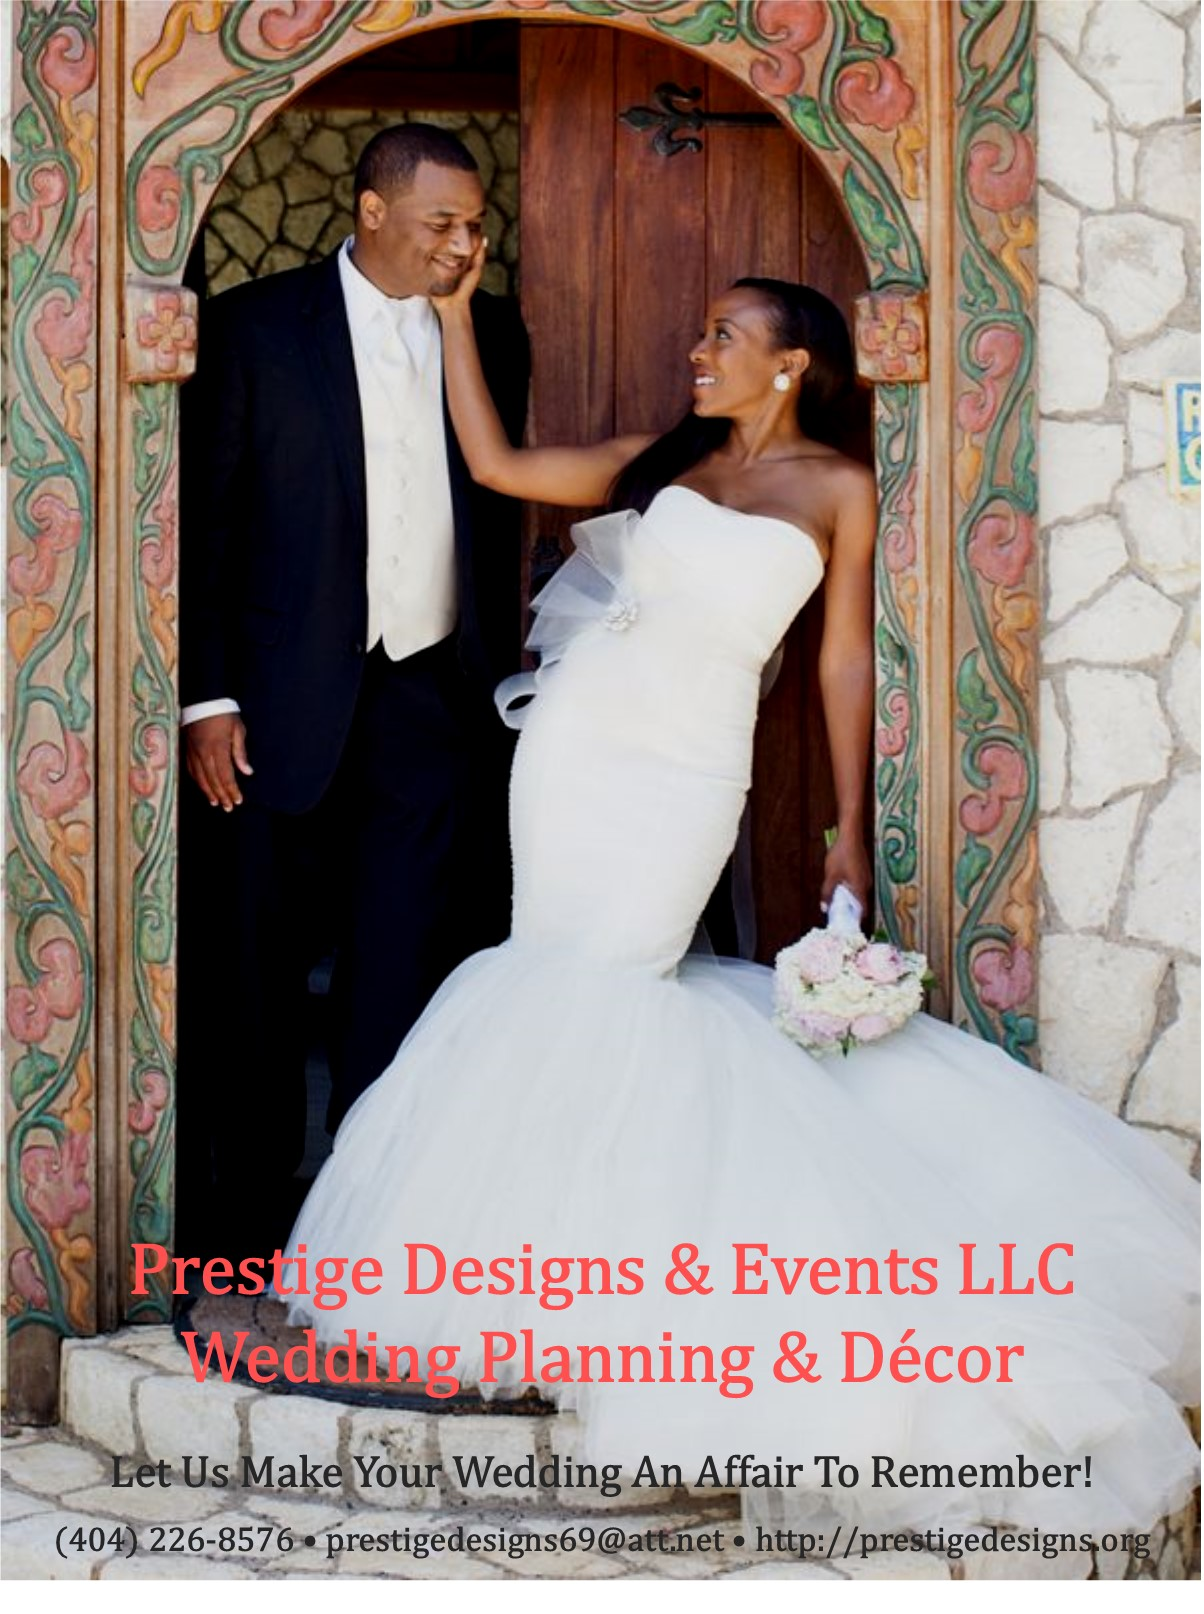 Prestige Designs & Events LLC
Wedding Planning & Décor
Let Us Make Your Wedding An Affair To Remember!
(404) 226-8576 • prestigedesigns69@att.net • http://prestigedesigns.org